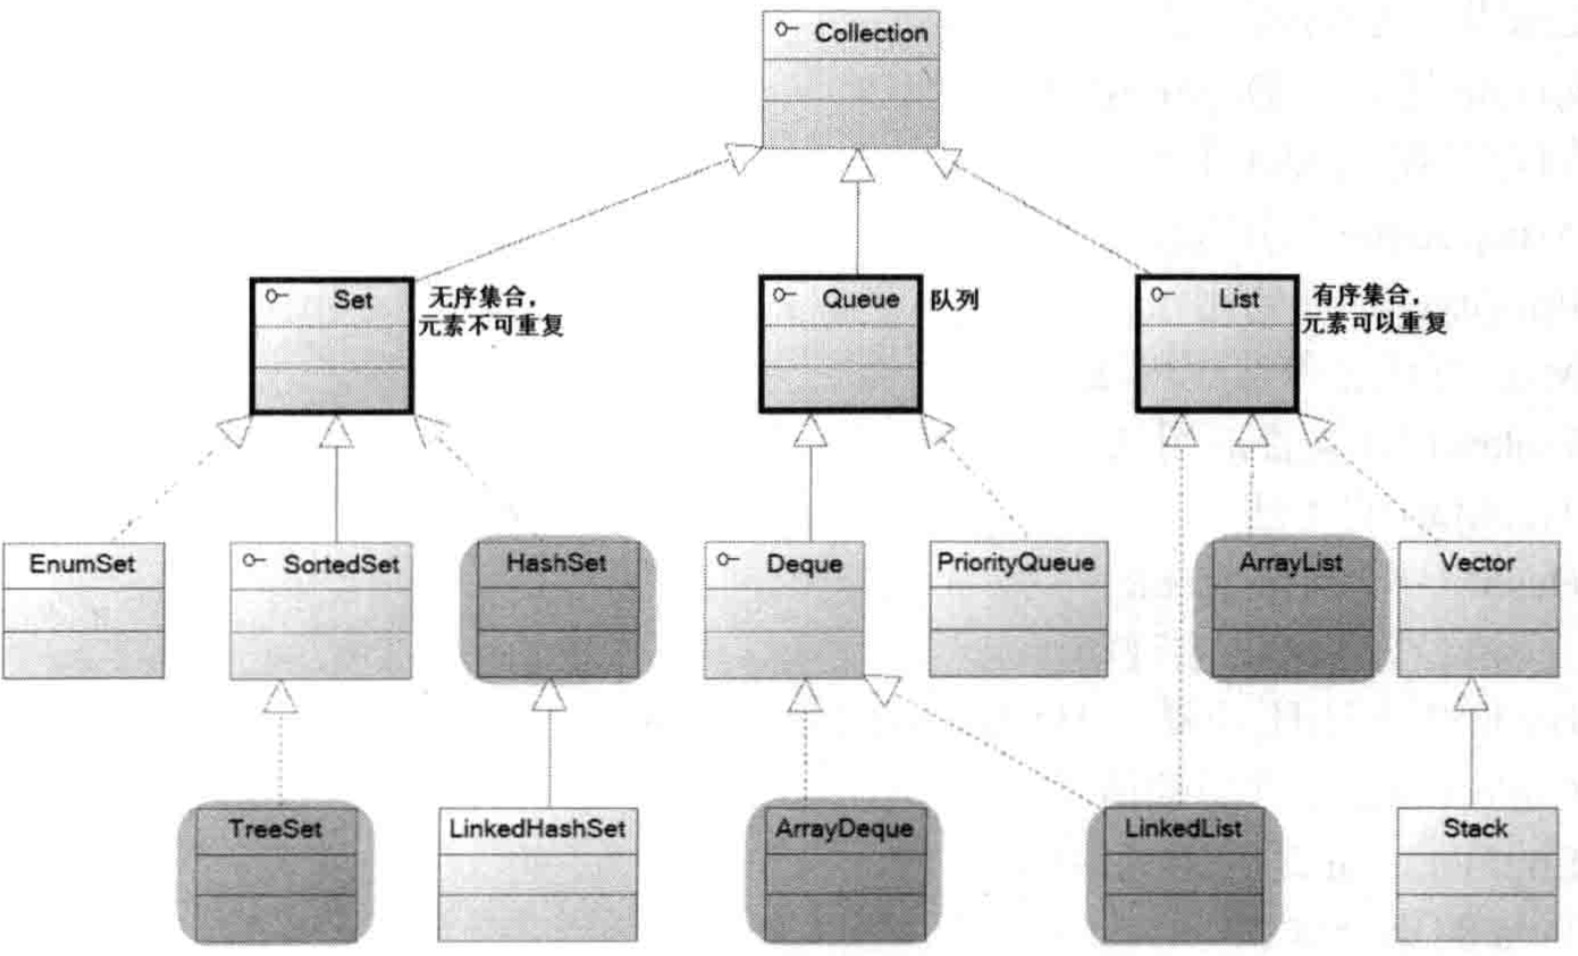 Collection
Set
无序集合，
元素不可重复
Queue
队列
List
有序集合，
元素可以重复
EnumSet
SortedSet
HashSet
Deque
PriorityQueue
ArrayList
Vector
TreeSet
LinkedHashSet
ArrayDeque
LinkedList
Stack